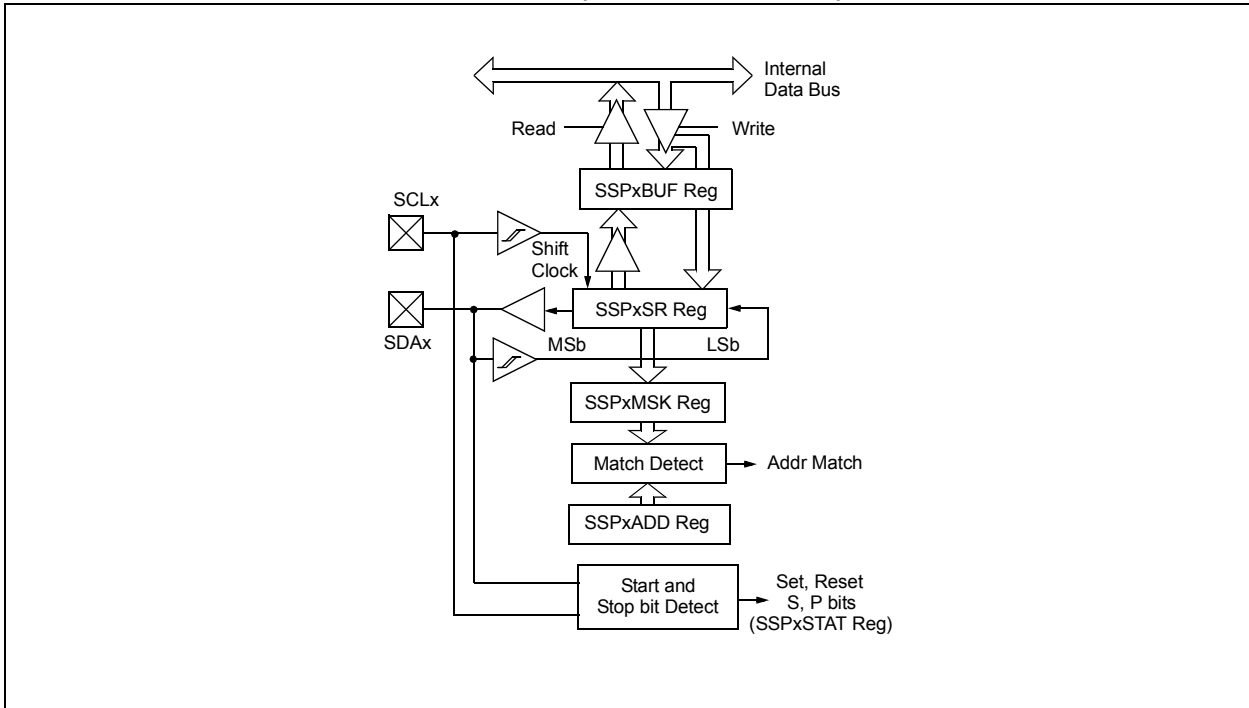 Internal
Data Bus
Read
Write
SSPxBUF Reg
SCLx
Shift
Clock
SSPxSR Reg
SDAx
MSb
LSb
SSPxMSK Reg
Match Detect
Addr Match
SSPxADD Reg
Start and
Stop bit Detect
Set, Reset
S, P bits
(SSPxSTAT Reg)